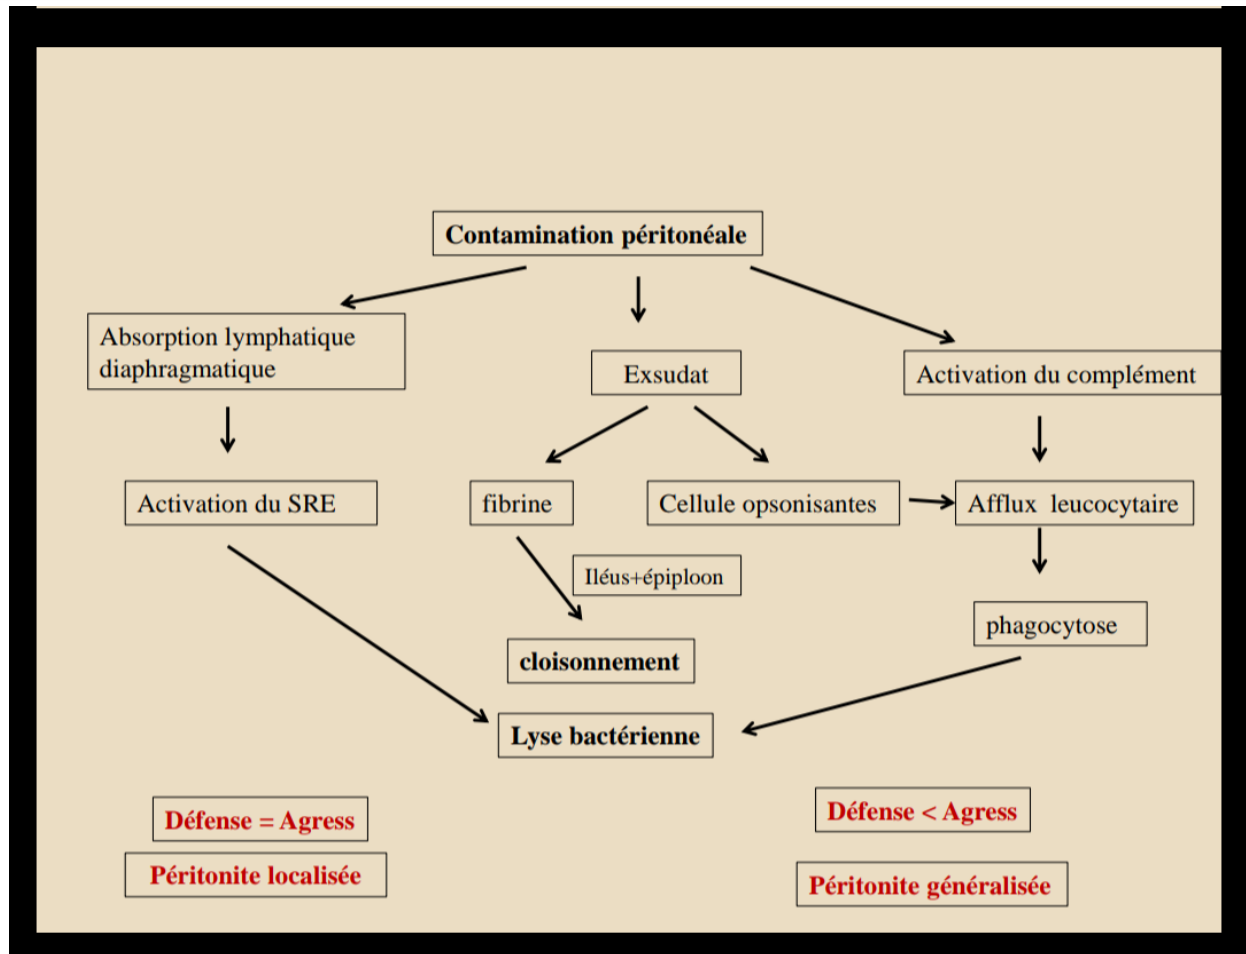 Contamination péritonéale
Absorption lymphatique
diaphragmatique
Exsudat
Activation du complément
Activation du SRE
fibrine
Cellule opsonisantes
Afflux leucocytaire
Iléus+épiploon
phagocytose
cloisonnement
Lyse bactérienne
Défense = Agress
Défense < Agress
Péritonite localisée
Péritonite généralisée